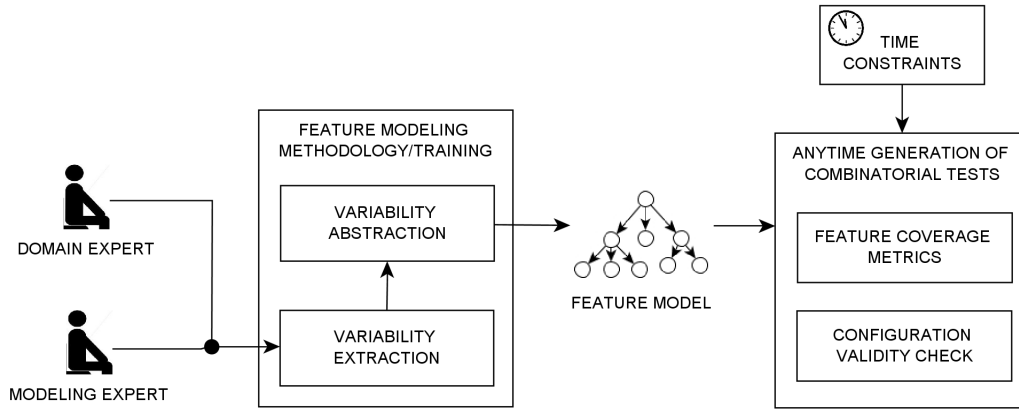 TIME
CONSTRAINTS
FEATURE MODELING
METHODOLOGY/TRAINING
ANYTIME GENERATION OF
COMBINATORIAL TESTS
VARIABILITY
ABSTRACTION
DOMAIN EXPERT
FEATURE COVERAGE
METRICS
FEATURE MODEL
VARIABILITY
EXTRACTION
CONFIGURATION
VALIDITY CHECK
MODELING EXPERT